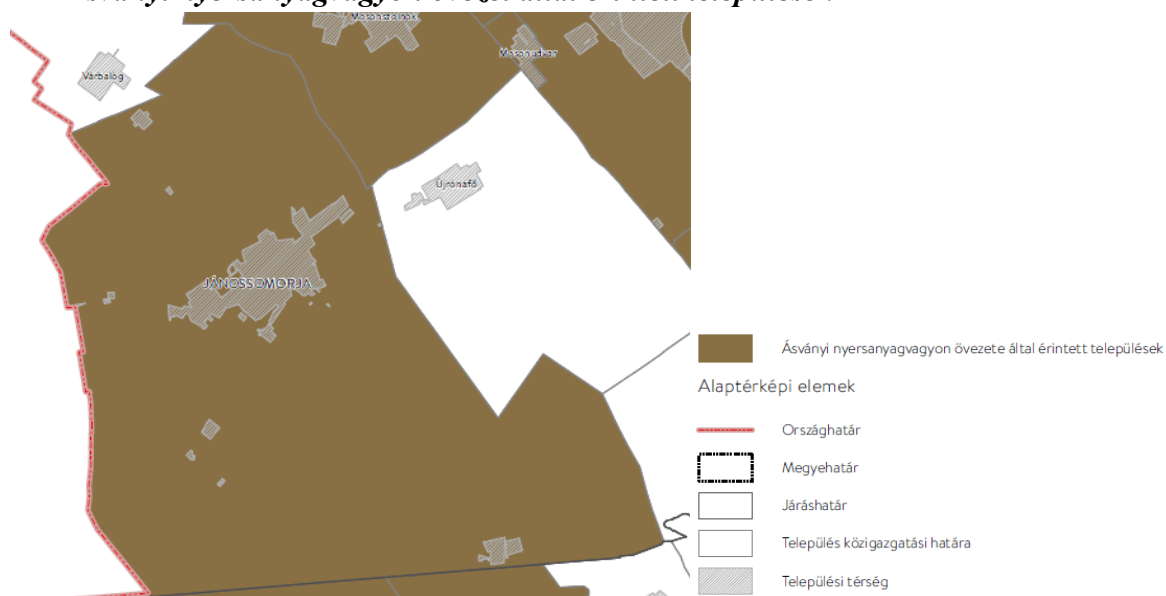 Mosonszolnok
Mosonudvar
Várbalog
Újrónafő
JÁNOSSOMORJA
Ásványi nyersanyagvagyon övezete által érintett települések
Alaptérképi elemek
Országhatár
Megyehatár
Járáshatár
Település közigazgatási határa
Települési térség